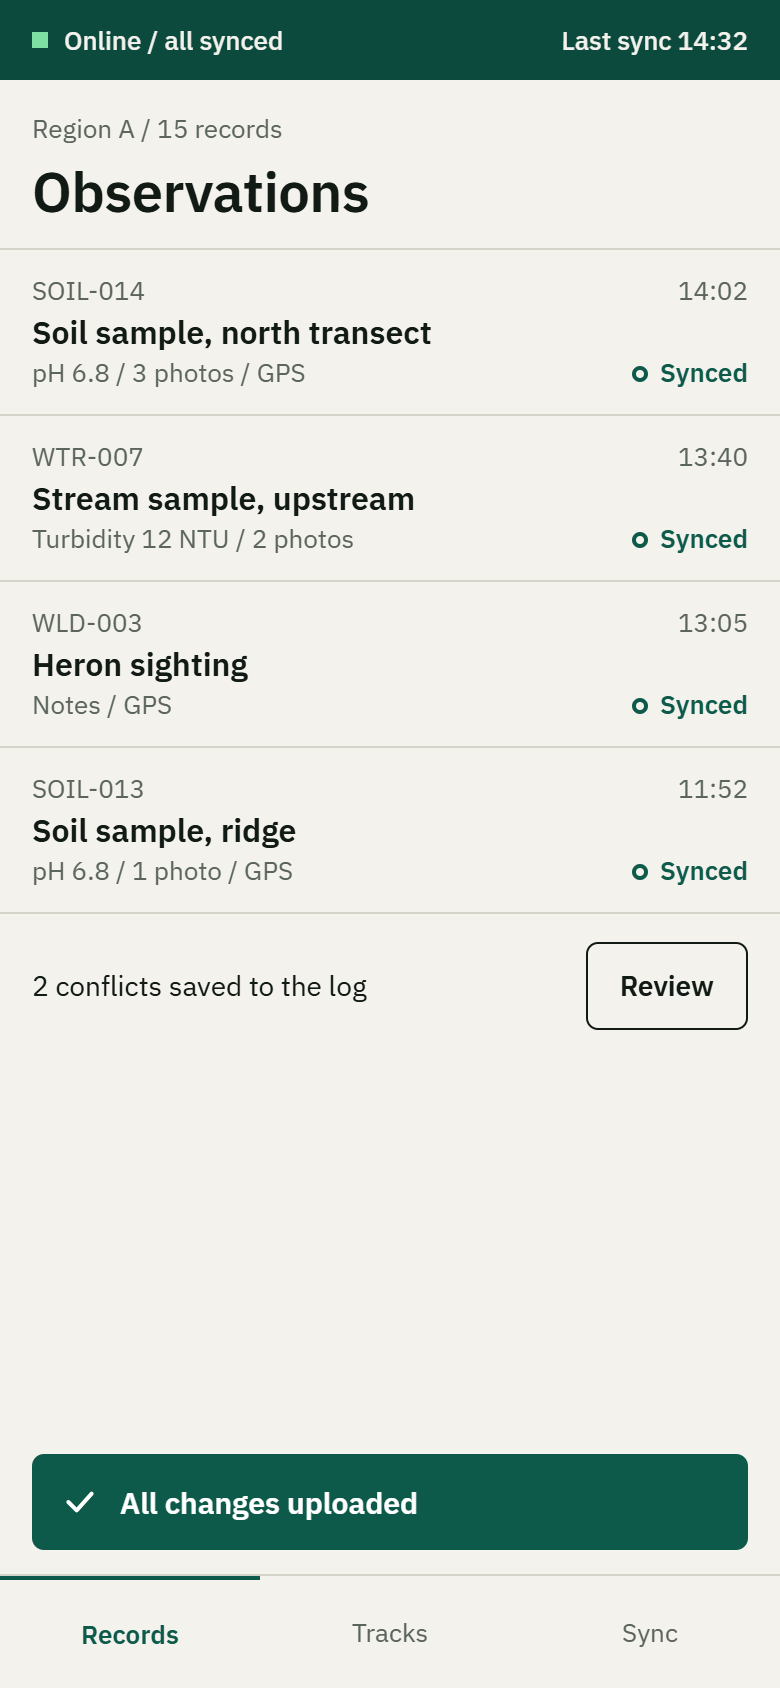 Online / all synced
Last sync 14:32
Region A / 15 records
Observations
SOIL-014
14:02
Soil sample, north transect
pH 6.8 / 3 photos / GPS
Synced
WTR-007
13:40
Stream sample, upstream
Turbidity 12 NTU / 2 photos
Synced
WLD-003
13:05
Heron sighting
Notes / GPS
Synced
SOIL-013
11:52
Soil sample, ridge
pH 6.8 / 1 photo / GPS
Synced
2 conflicts saved to the log
Review
All changes uploaded
Records
Tracks
Sync